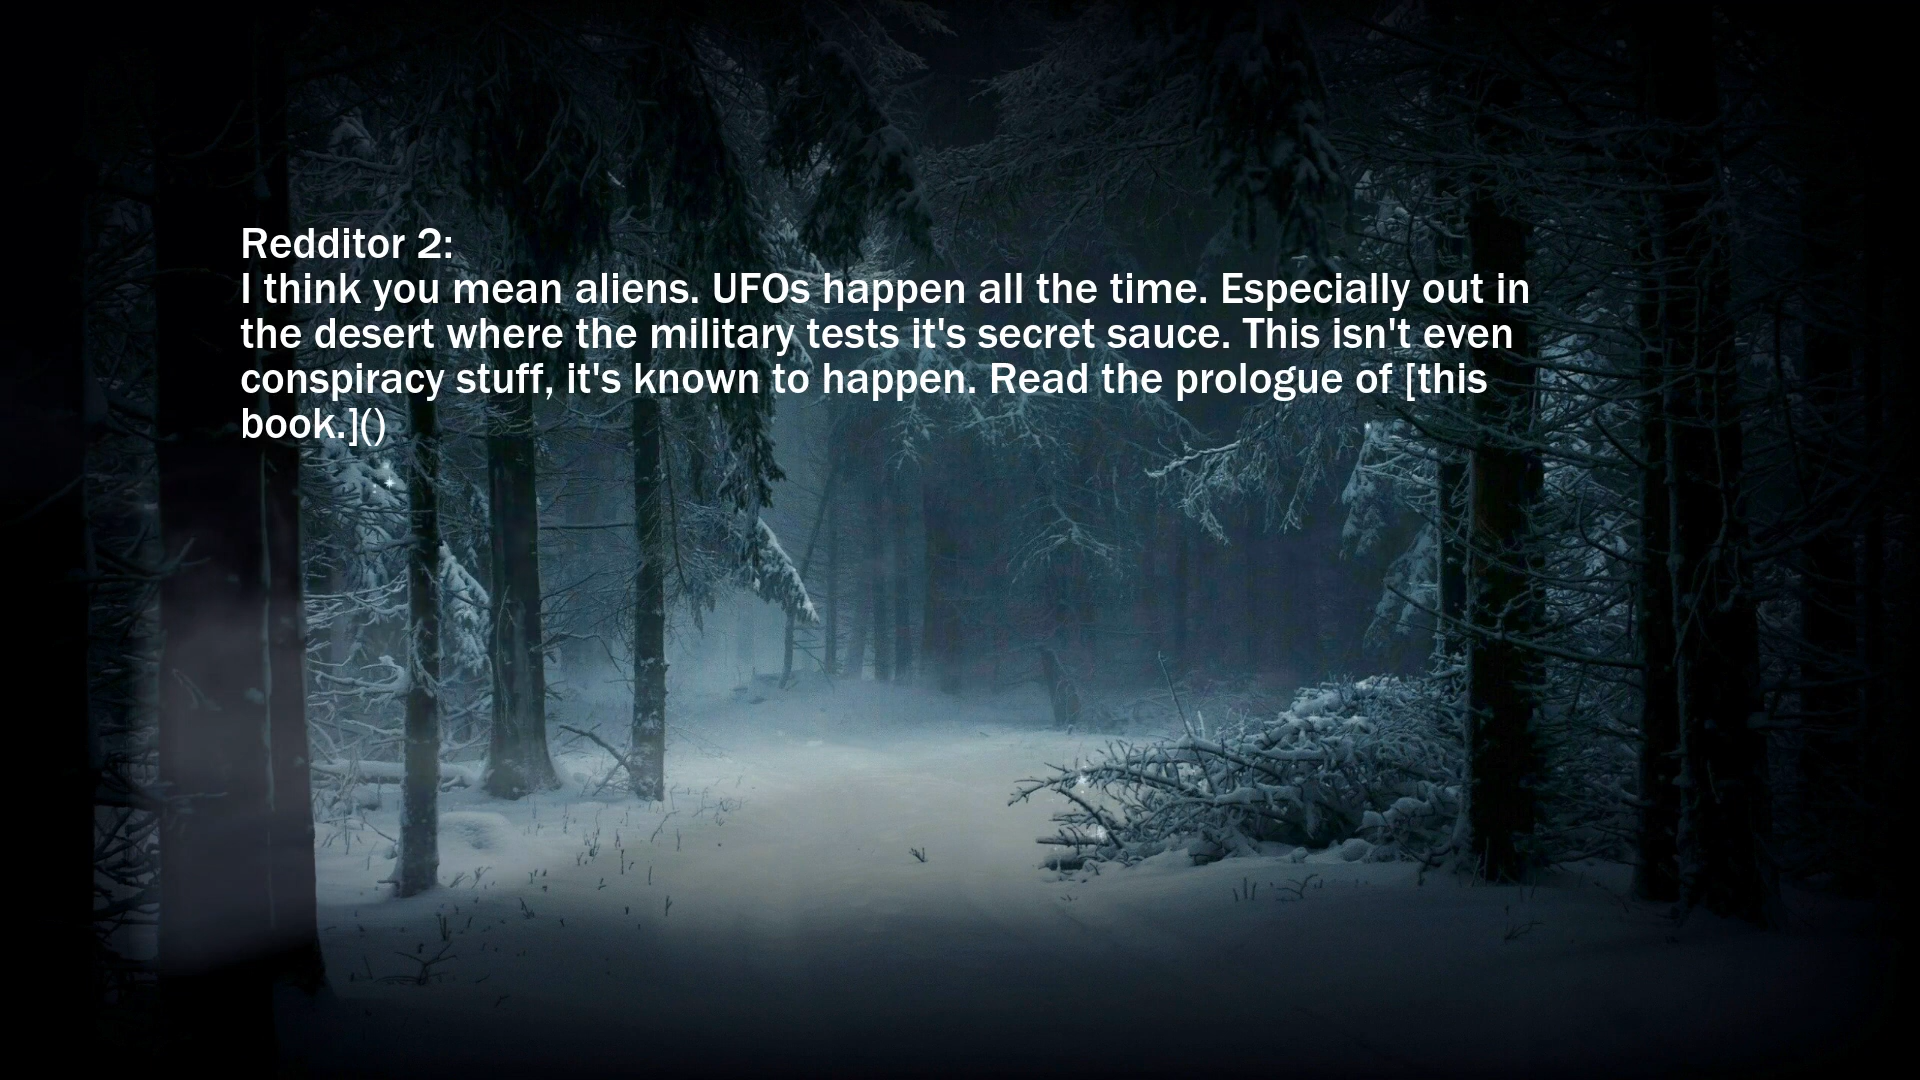 Redditor 2:
I think you mean aliens. UFOs happen all the time. Especially out in
the desert where the military tests it's secret sauce. This isn't even
conspiracy stuff, it's known to happen. Read the prologue of [this
book.]()